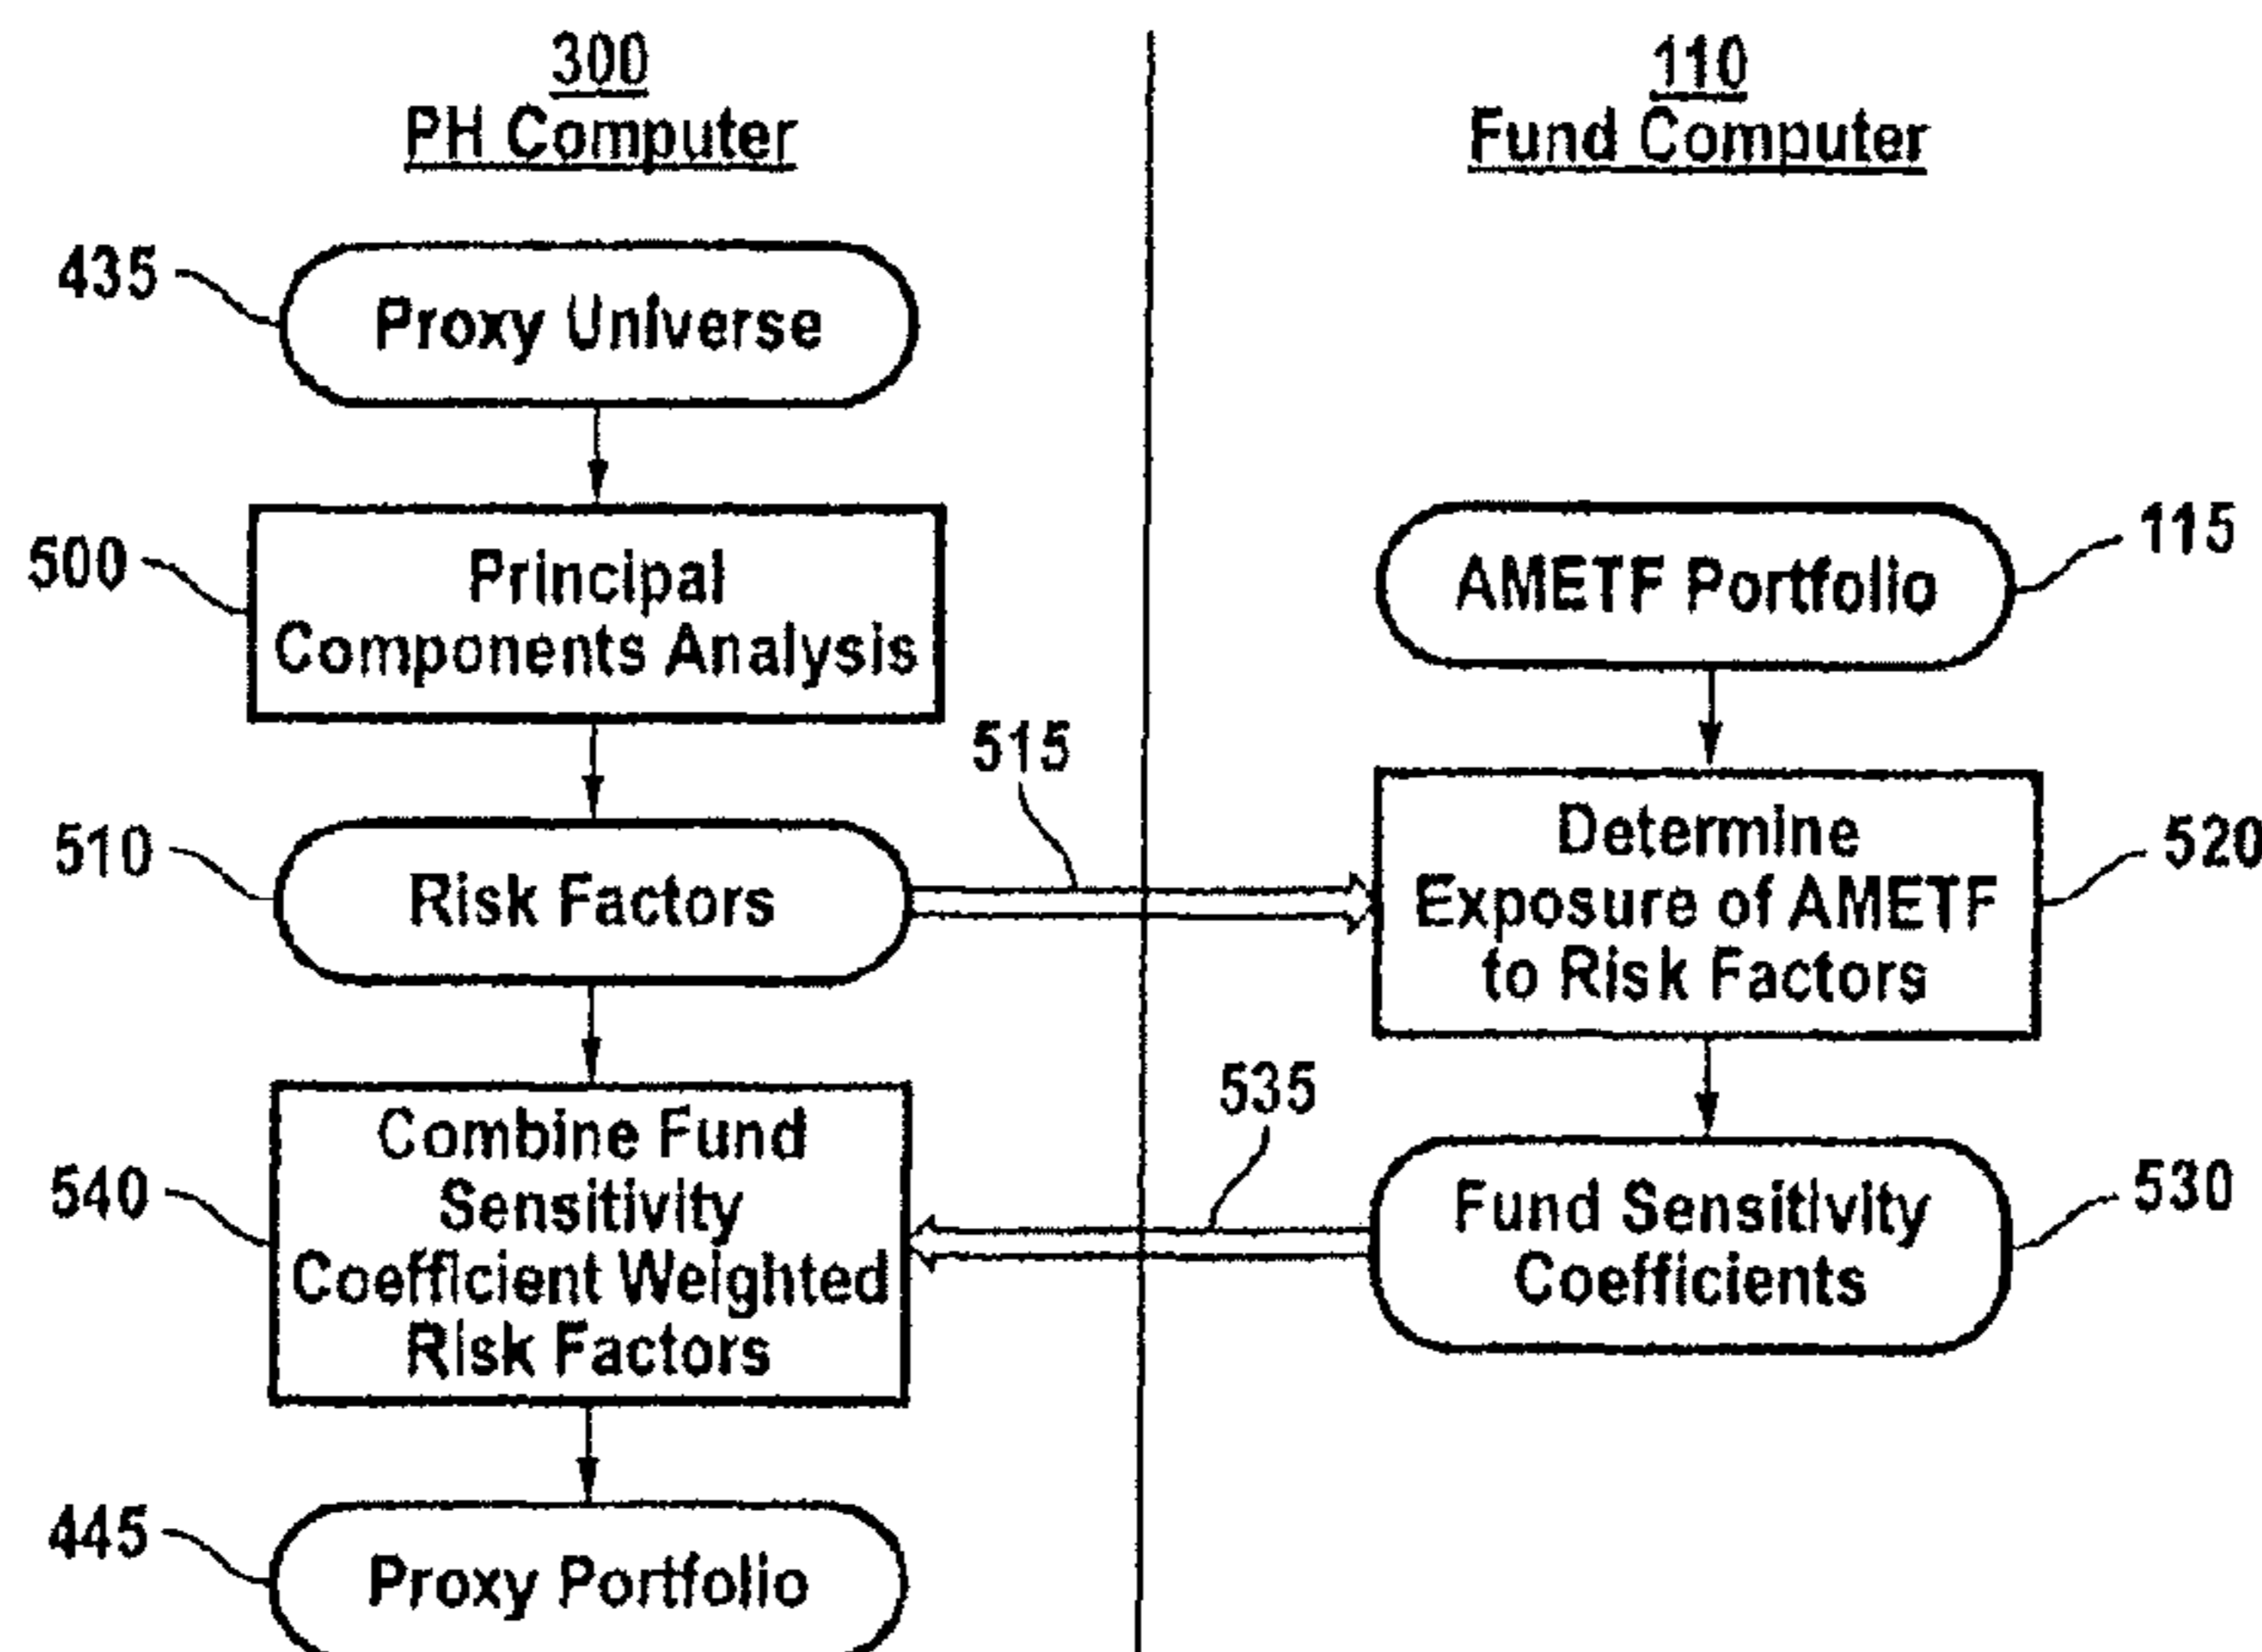 300
PH Computer
110
Fund Computer
435
Proxy Universe
500
Principal
Components Analysis
AMETF Portfolio
115
515
510
Risk Factors
Determine
Exposure of AMETF
to Risk Factors
520
535
540
Combine Fund
Sensitivity
Coefficient Weighted
Risk Factors
Fund Sensitivity
Coefficients
530
445
Proxy Portfolio